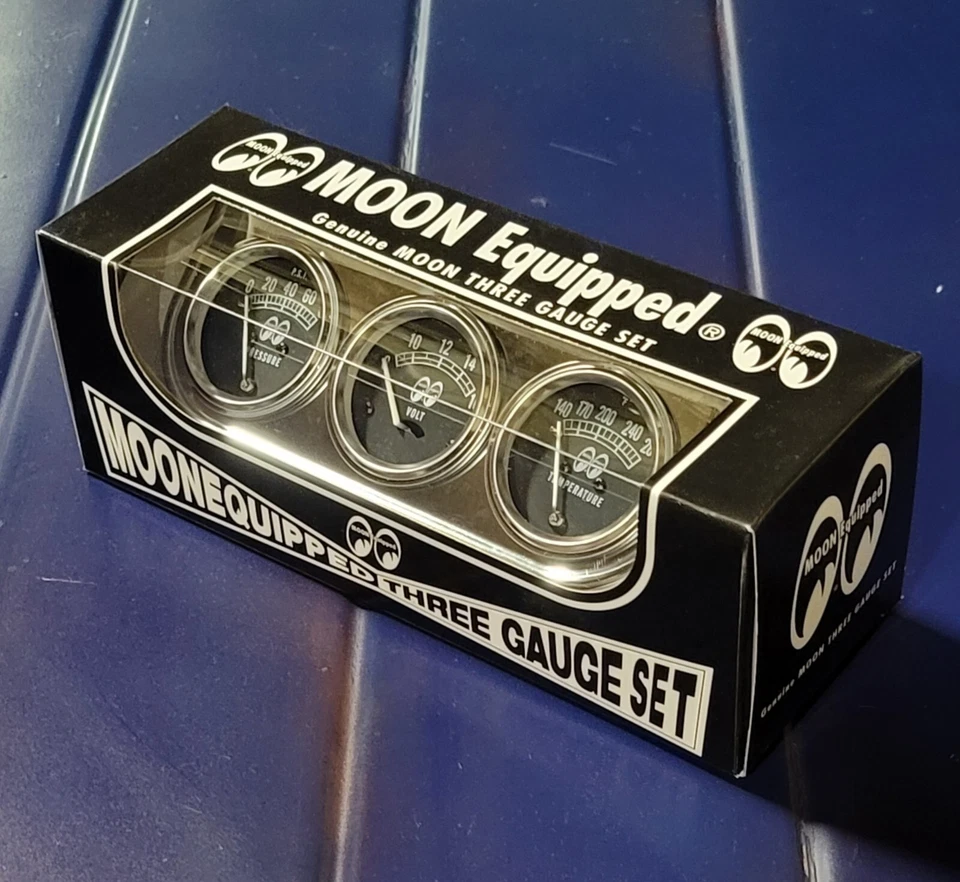 MOON Equipped
MOON Equipped®
MOON Equipped
Genuine MOON THREE GAUGE SET
P.S.I.
0 20 40 60
ESSURE
10 12 14
VOLT
140 170 200 240
TEMPERATURE
MOONEQUIPPED THREE GAUGE SET
MOON Equipped
Genuine MOON THREE GAUGE SET